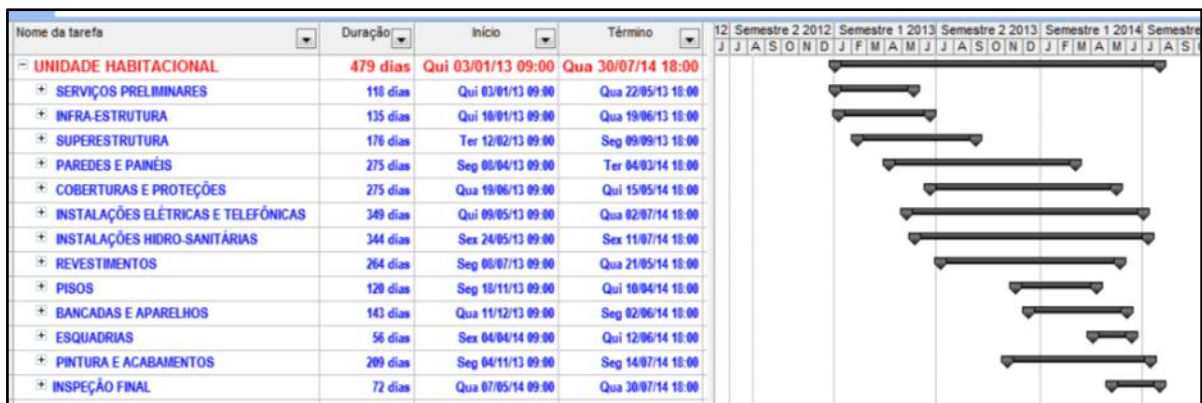 Nome da tarefa Duração Início Término 12 Semestre 2 2012 Semestre 1 2013 Semestre 2 2013 Semestre 1 2014 Semestre
J J A S O N D J F M A M J J A S O N D J F M A M J J A S
UNIDADE HABITACIONAL 479 dias Qui 03/01/13 09:00 Qua 30/07/14 18:00
SERVIÇOS PRELIMINARES 118 dias Qui 03/01/13 09:00 Qua 22/05/13 18:00
INFRA-ESTRUTURA 135 dias Qui 10/01/13 09:00 Qua 19/06/13 18:00
SUPERESTRUTURA 176 dias Ter 12/02/13 09:00 Seg 09/09/13 18:00
PAREDES E PAINÉIS 275 dias Seg 08/04/13 09:00 Ter 04/03/14 18:00
COBERTURAS E PROTEÇÕES 275 dias Qua 19/06/13 09:00 Qui 15/05/14 18:00
INSTALAÇÕES ELÉTRICAS E TELEFÔNICAS 349 dias Qui 09/05/13 09:00 Qua 02/07/14 18:00
INSTALAÇÕES HIDRO-SANITÁRIAS 344 dias Sex 24/05/13 09:00 Sex 11/07/14 18:00
REVESTIMENTOS 264 dias Seg 08/07/13 09:00 Qua 21/05/14 18:00
PISOS 120 dias Seg 18/11/13 09:00 Qui 10/04/14 18:00
BANCADAS E APARELHOS 143 dias Qua 11/12/13 09:00 Seg 02/06/14 18:00
ESQUADRIAS 56 dias Sex 04/04/14 09:00 Qui 12/06/14 18:00
PINTURA E ACABAMENTOS 209 dias Seg 04/11/13 09:00 Seg 14/07/14 18:00
INSPEÇÃO FINAL 72 dias Qua 07/05/14 09:00 Qua 30/07/14 18:00